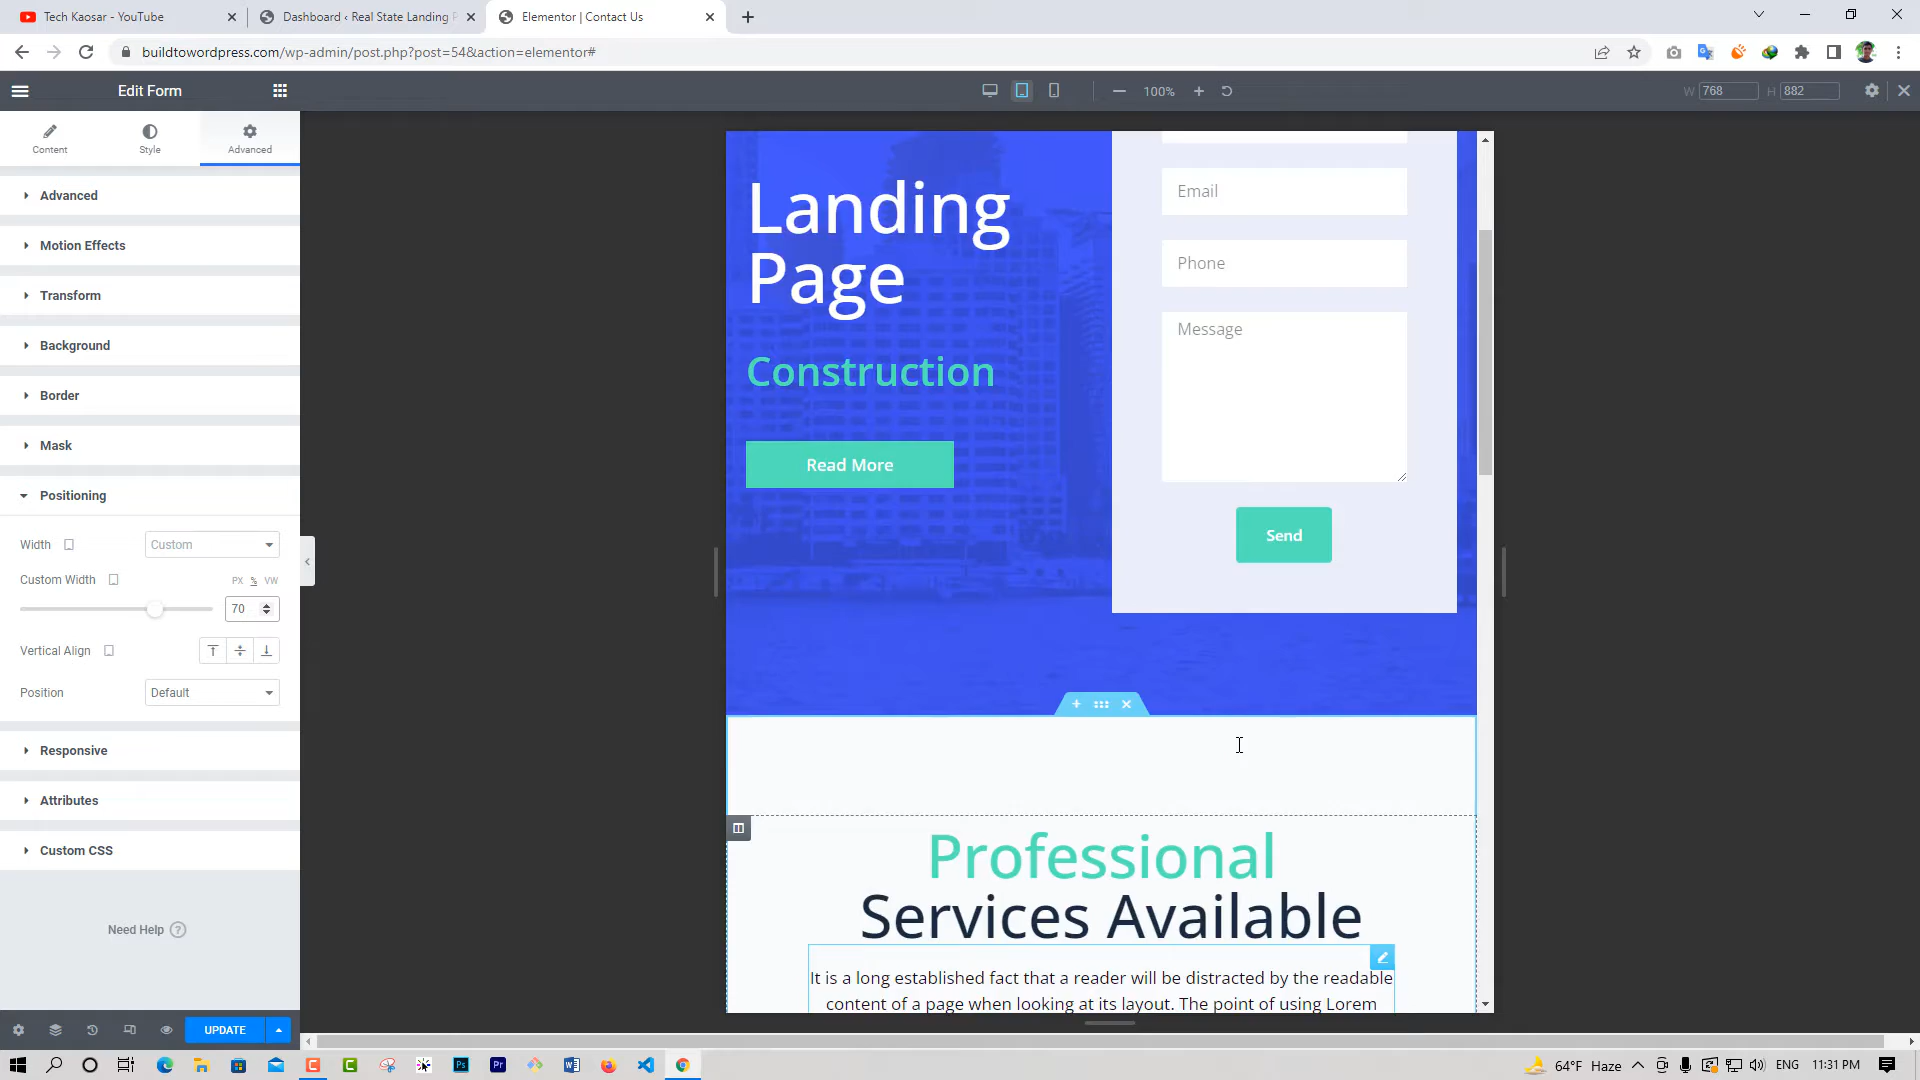 Tech Kaosar - YouTube
Dashboard ‹ Real State Landing
Elementor | Contact Us
buildtowordpress.com/wp-admin/post.php?post=54&action=elementor#
Edit Form
100%
W 768 H 882
Content
Style
Advanced
Advanced
Motion Effects
Transform
Background
Border
Mask
Positioning
Width
Custom
Custom Width
PX % VW
70
Vertical Align
Position
Default
Responsive
Attributes
Custom CSS
Need Help ?
UPDATE
Landing
Page
Construction
Read More
Email
Phone
Message
Send
Professional
Services Available
It is a long established fact that a reader will be distracted by the readable
content of a page when looking at its layout. The point of using Lorem
64°F Haze
ENG
11:31 PM